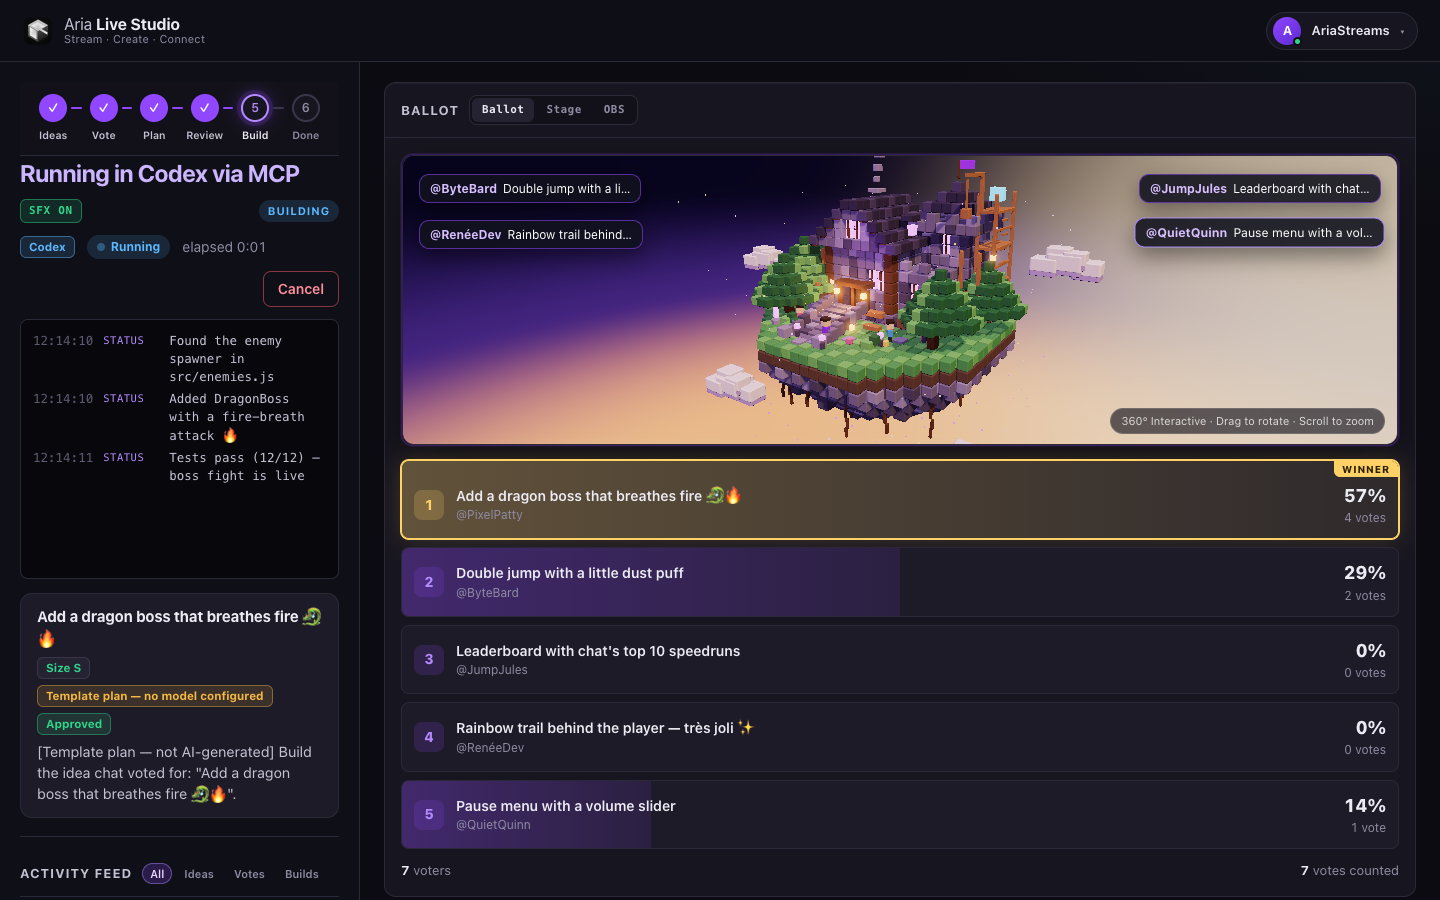 Aria Live Studio
Stream · Create · Connect
A
AriaStreams
Ideas
Vote
Plan
Review
5
Build
6
Done
Running in Codex via MCP
SFX ON
BUILDING
Codex
Running
elapsed 0:01
Cancel
12:14:10 STATUS Found the enemy
spawner in
src/enemies.js
12:14:10 STATUS Added DragonBoss
with a fire-breath
attack 🔥
12:14:11 STATUS Tests pass (12/12) —
boss fight is live
Add a dragon boss that breathes fire 🐉
🔥
Size S
Template plan — no model configured
Approved
[Template plan — not AI-generated] Build
the idea chat voted for: "Add a dragon
boss that breathes fire 🐉🔥".
ACTIVITY FEED
All
Ideas
Votes
Builds
BALLOT
Ballot
Stage
OBS
@ByteBard Double jump with a li...
@RenéeDev Rainbow trail behind...
@JumpJules Leaderboard with chat...
@QuietQuinn Pause menu with a vol...
360° Interactive · Drag to rotate · Scroll to zoom
WINNER
1
Add a dragon boss that breathes fire 🐉🔥
@PixelPatty
57%
4 votes
2
Double jump with a little dust puff
@ByteBard
29%
2 votes
3
Leaderboard with chat's top 10 speedruns
@JumpJules
0%
0 votes
4
Rainbow trail behind the player — très joli ✨
@RenéeDev
0%
0 votes
5
Pause menu with a volume slider
@QuietQuinn
14%
1 vote
7 voters
7 votes counted